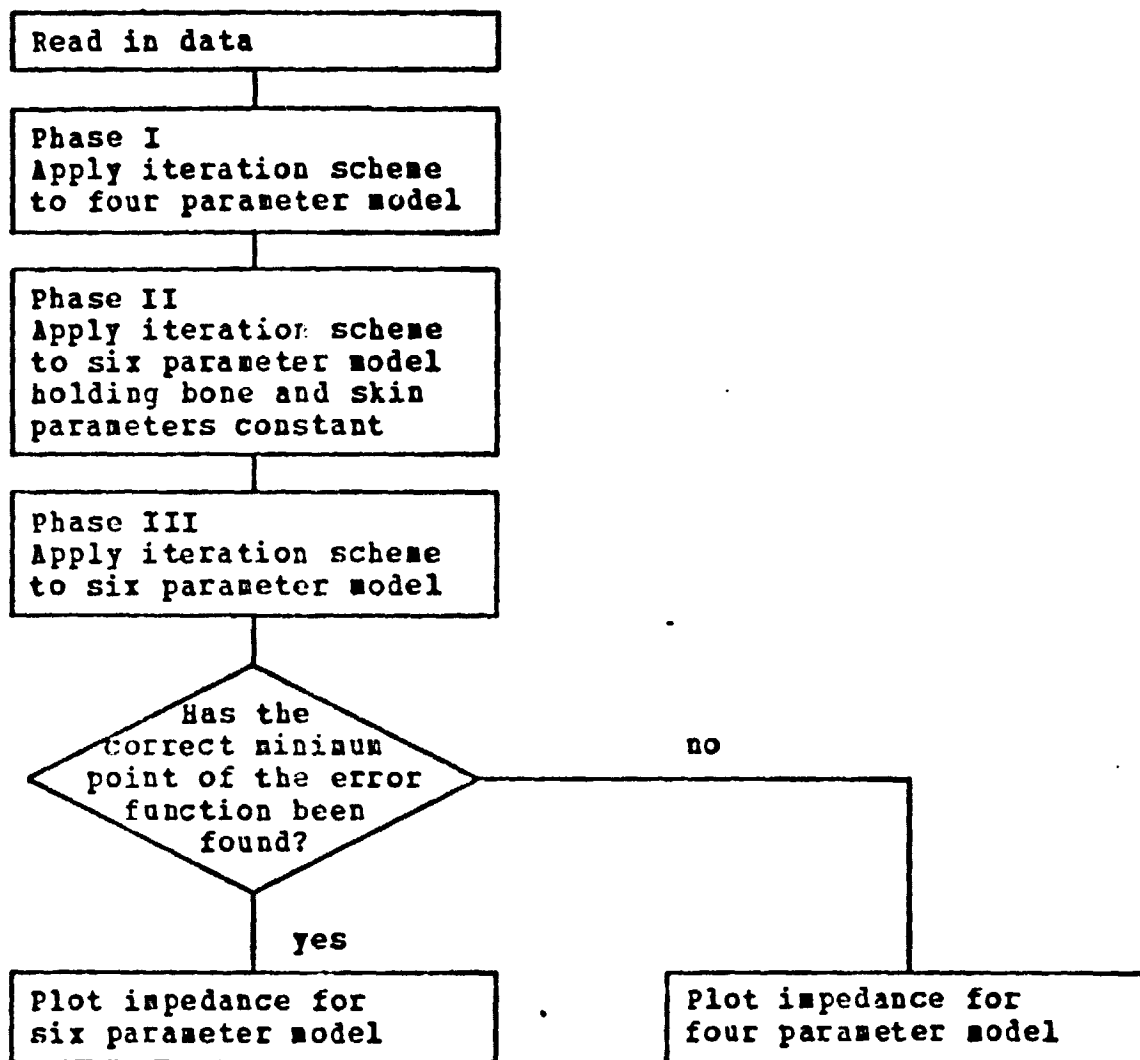 Read in data
Phase I
Apply iteration scheme
to four parameter model
Phase II
Apply iteration scheme
to six parameter model
holding bone and skin
parameters constant
Phase III
Apply iteration scheme
to six parameter model
Has the
correct minimum
point of the error
function been
found?
no
yes
Plot impedance for
six parameter model
Plot impedance for
four parameter model